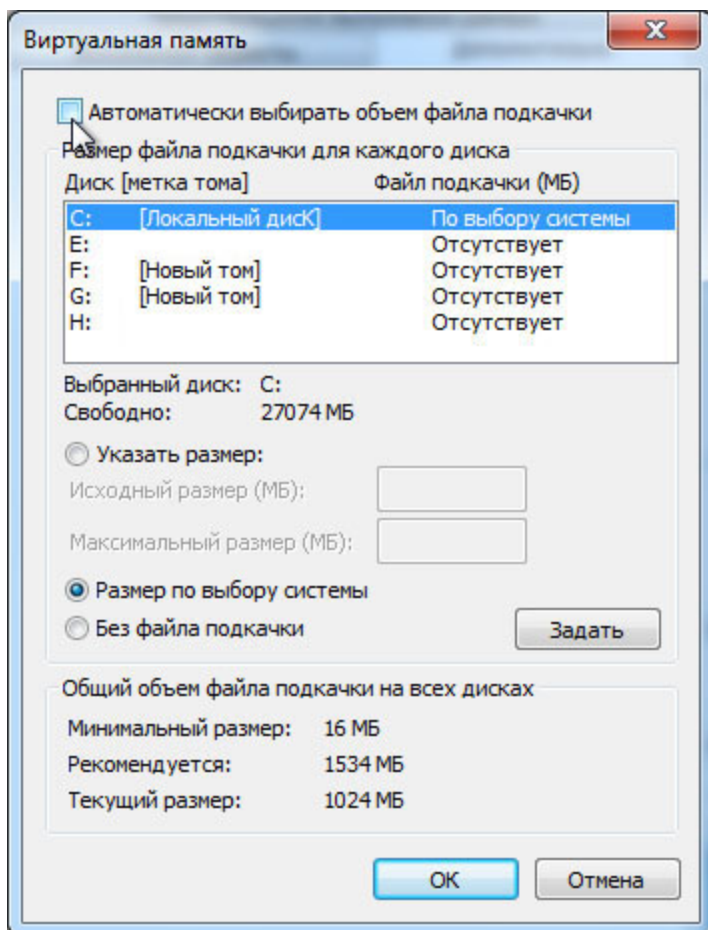 Виртуальная память
Автоматически выбирать объем файла подкачки
Размер файла подкачки для каждого диска
Диск [метка тома] Файл подкачки (МБ)
C: [Локальный дисК] По выбору системы
E: Отсутствует
F: [Новый том] Отсутствует
G: [Новый том] Отсутствует
H: Отсутствует
Выбранный диск: C:
Свободно: 27074 МБ
Указать размер:
Исходный размер (МБ):
Максимальный размер (МБ):
Размер по выбору системы
Без файла подкачки Задать
Общий объем файла подкачки на всех дисках
Минимальный размер: 16 МБ
Рекомендуется: 1534 МБ
Текущий размер: 1024 МБ
ОК Отмена